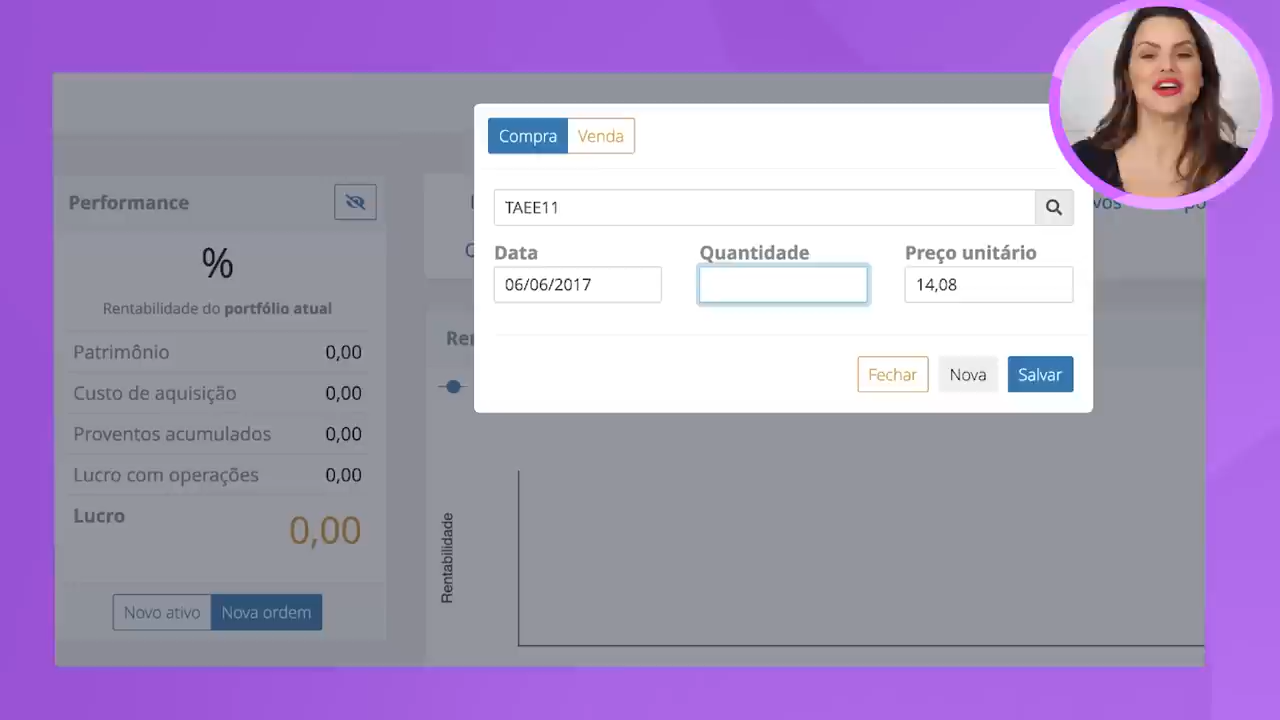 Compra Venda
TAEE11
Data Quantidade Preço unitário
06/06/2017 14,08
Fechar Nova Salvar
Performance
%
Rentabilidade do portfólio atual
Patrimônio 0,00
Custo de aquisição 0,00
Proventos acumulados 0,00
Lucro com operações 0,00
Lucro 0,00
Novo ativo Nova ordem
Rentabilidade